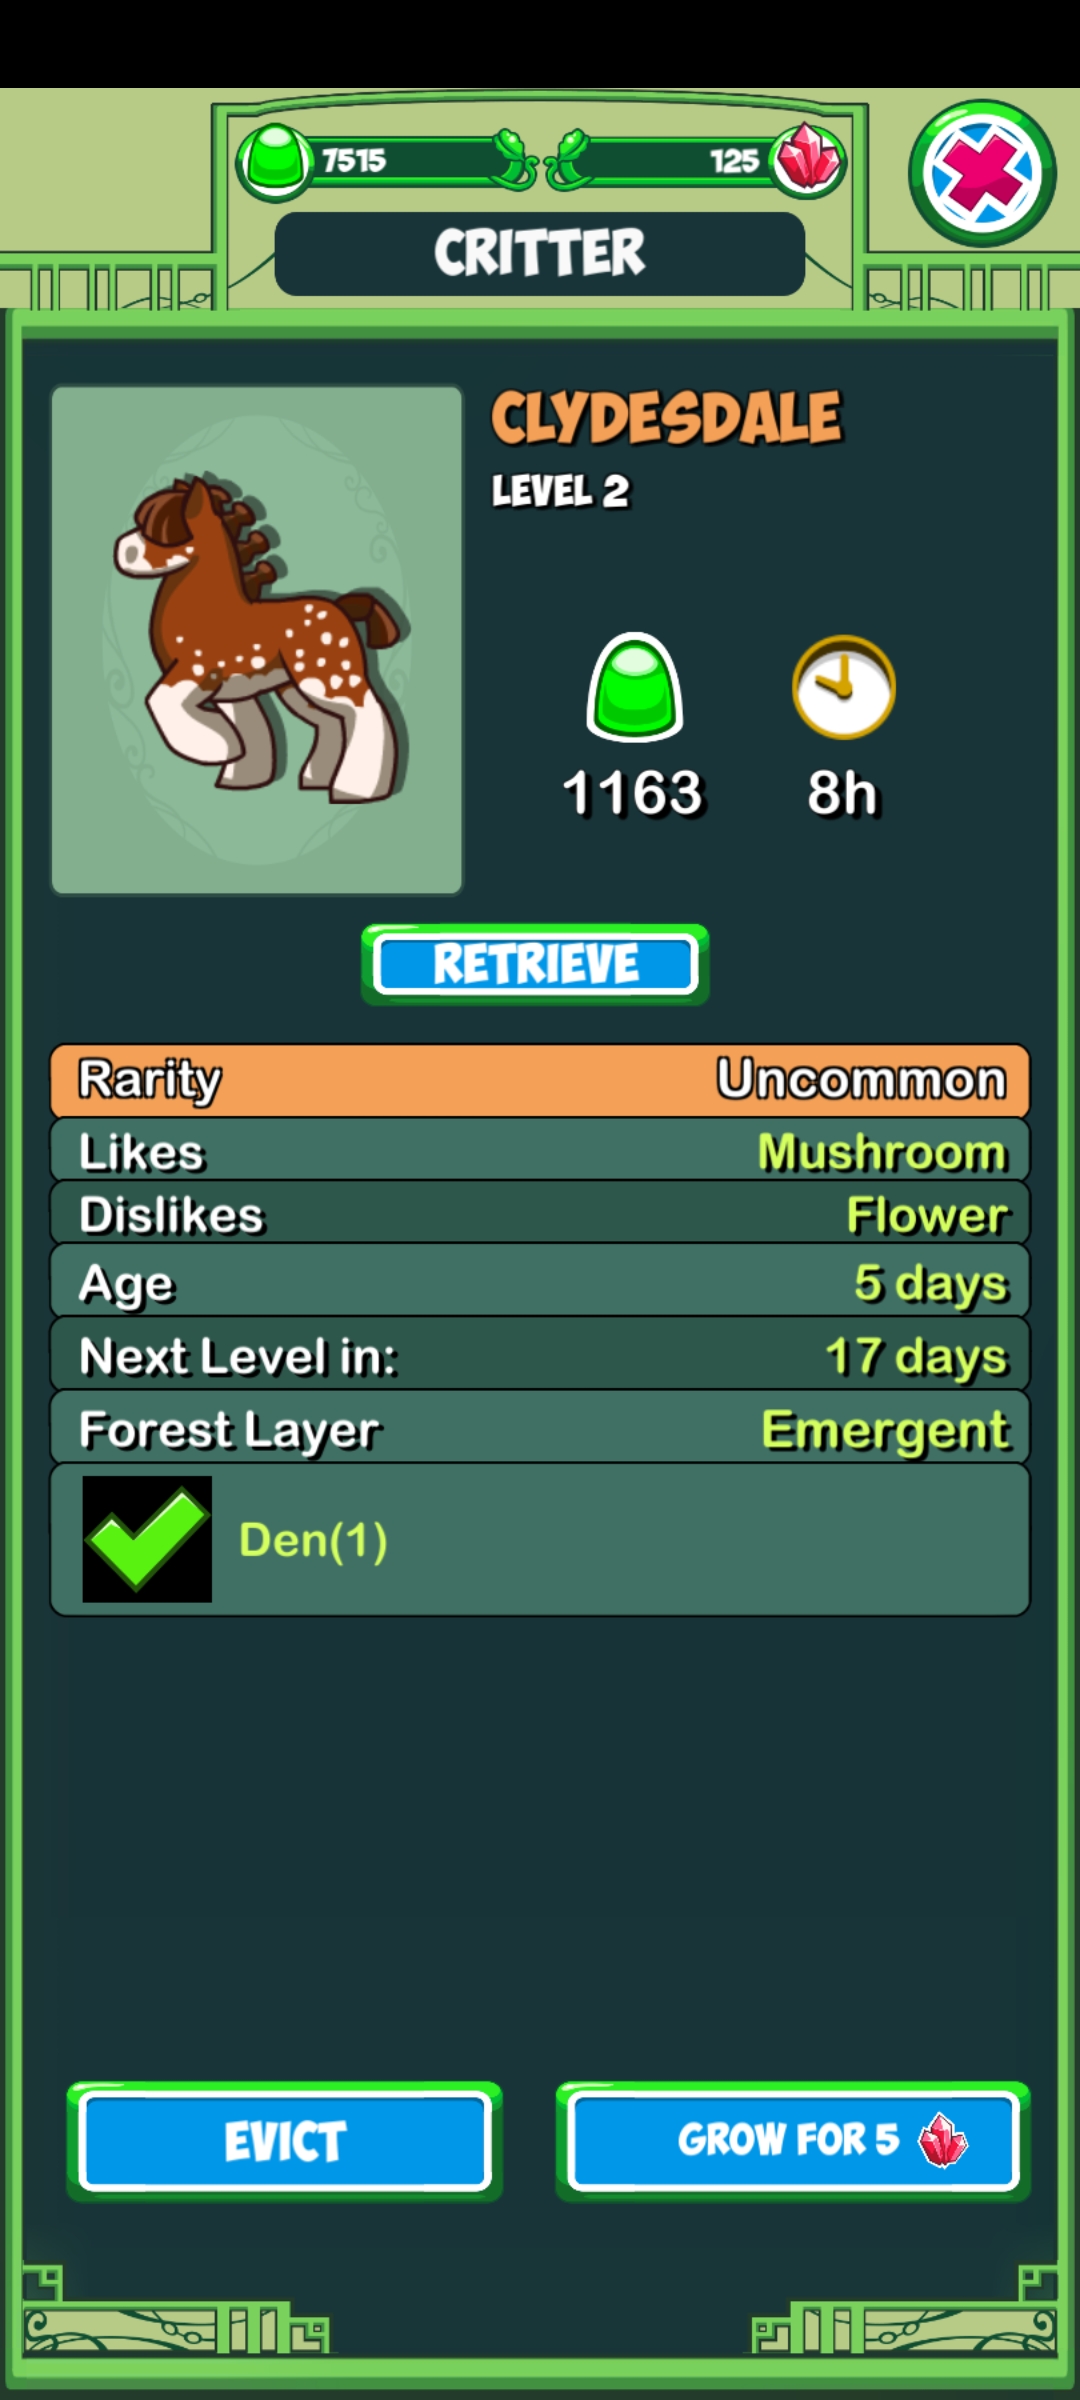 7515
125
CRITTER
CLYDESDALE
LEVEL 2
1163
8h
RETRIEVE
Rarity Uncommon
Likes Mushroom
Dislikes Flower
Age 5 days
Next Level in: 17 days
Forest Layer Emergent
Den(1)
EVICT
GROW FOR 5